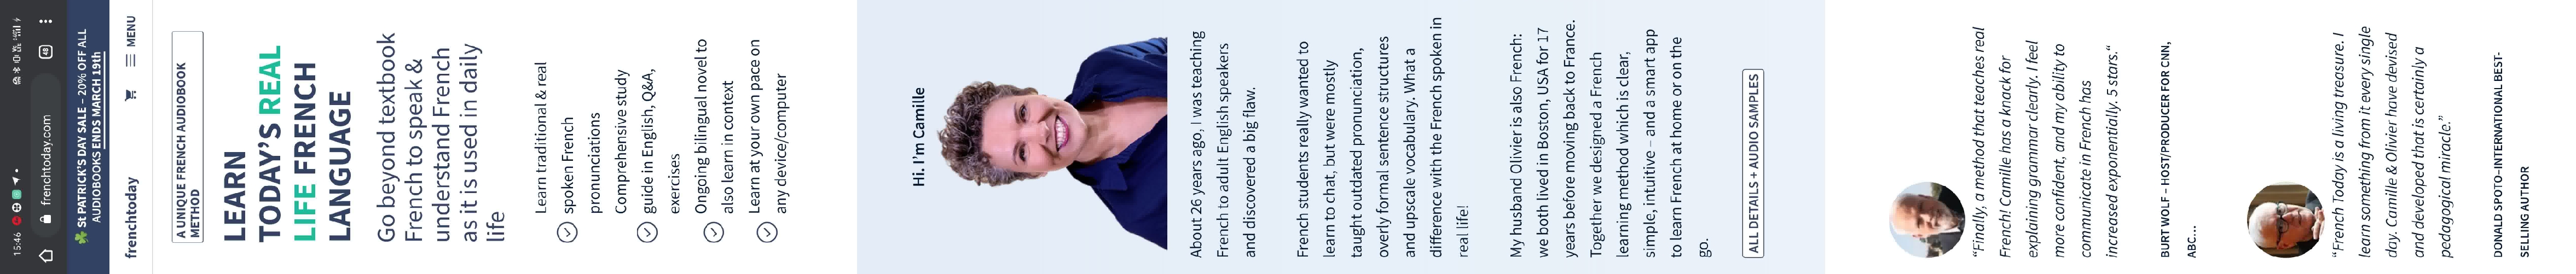 15:46
frenchtoday.com
48
St PATRICK'S DAY SALE – 20% OFF ALL
AUDIOBOOKS ENDS MARCH 19th
frenchtoday
MENU
A UNIQUE FRENCH AUDIOBOOK
METHOD
LEARN
TODAY'S REAL
LIFE FRENCH
LANGUAGE
Go beyond textbook
French to speak &
understand French
as it is used in daily
life
Learn traditional & real
spoken French
pronunciations
Comprehensive study
guide in English, Q&A,
exercises
Ongoing bilingual novel to
also learn in context
Learn at your own pace on
any device/computer
Hi. I'm Camille
About 26 years ago, I was teaching
French to adult English speakers
and discovered a big flaw.
French students really wanted to
learn to chat, but were mostly
taught outdated pronunciation,
overly formal sentence structures
and upscale vocabulary. What a
difference with the French spoken in
real life!
My husband Olivier is also French:
we both lived in Boston, USA for 17
years before moving back to France.
Together we designed a French
learning method which is clear,
simple, intuitive – and a smart app
to learn French at home or on the
go.
ALL DETAILS + AUDIO SAMPLES
"Finally, a method that teaches real
French! Camille has a knack for
explaining grammar clearly. I feel
more confident, and my ability to
communicate in French has
increased exponentially. 5 stars."
BURT WOLF – HOST/PRODUCER FOR CNN,
ABC...
"French Today is a living treasure. I
learn something from it every single
day. Camille & Olivier have devised
and developed that is certainly a
pedagogical miracle."
DONALD SPOTO–INTERNATIONAL BEST-
SELLING AUTHOR